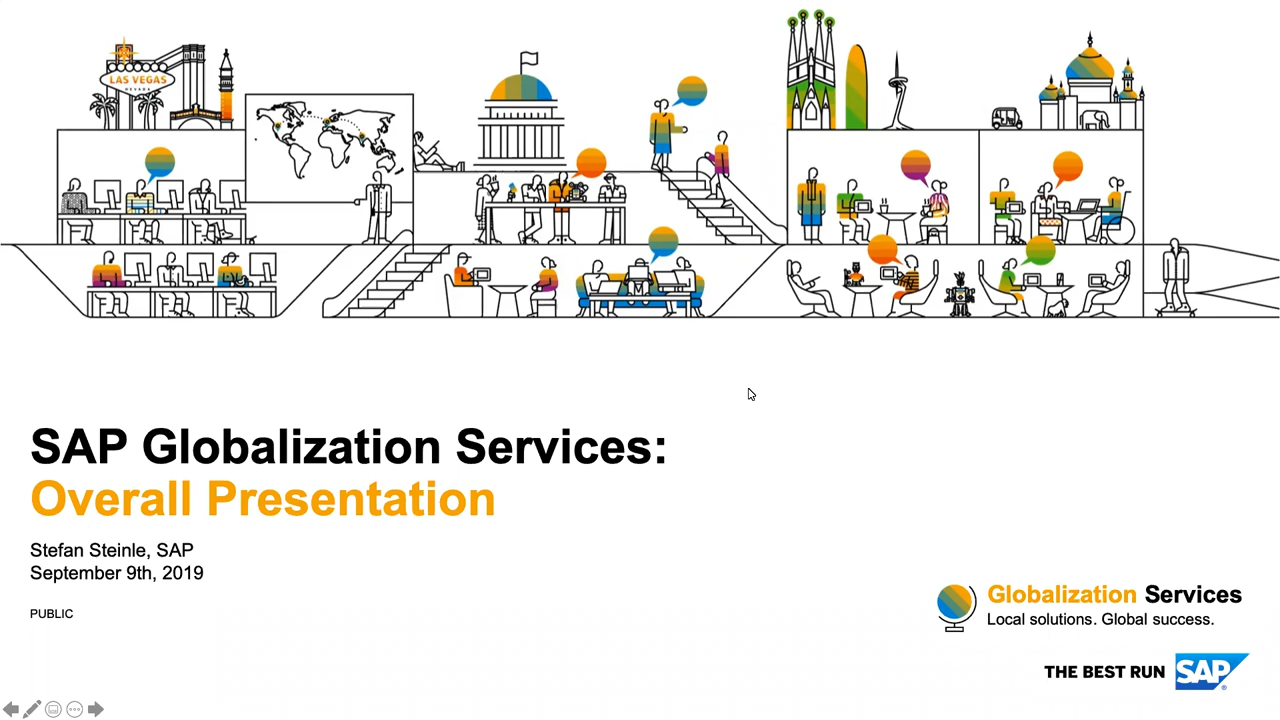 LAS VEGAS
NEVADA
SAP Globalization Services:
Overall Presentation
Stefan Steinle, SAP
September 9th, 2019
PUBLIC
Globalization Services
Local solutions. Global success.
THE BEST RUN SAP®